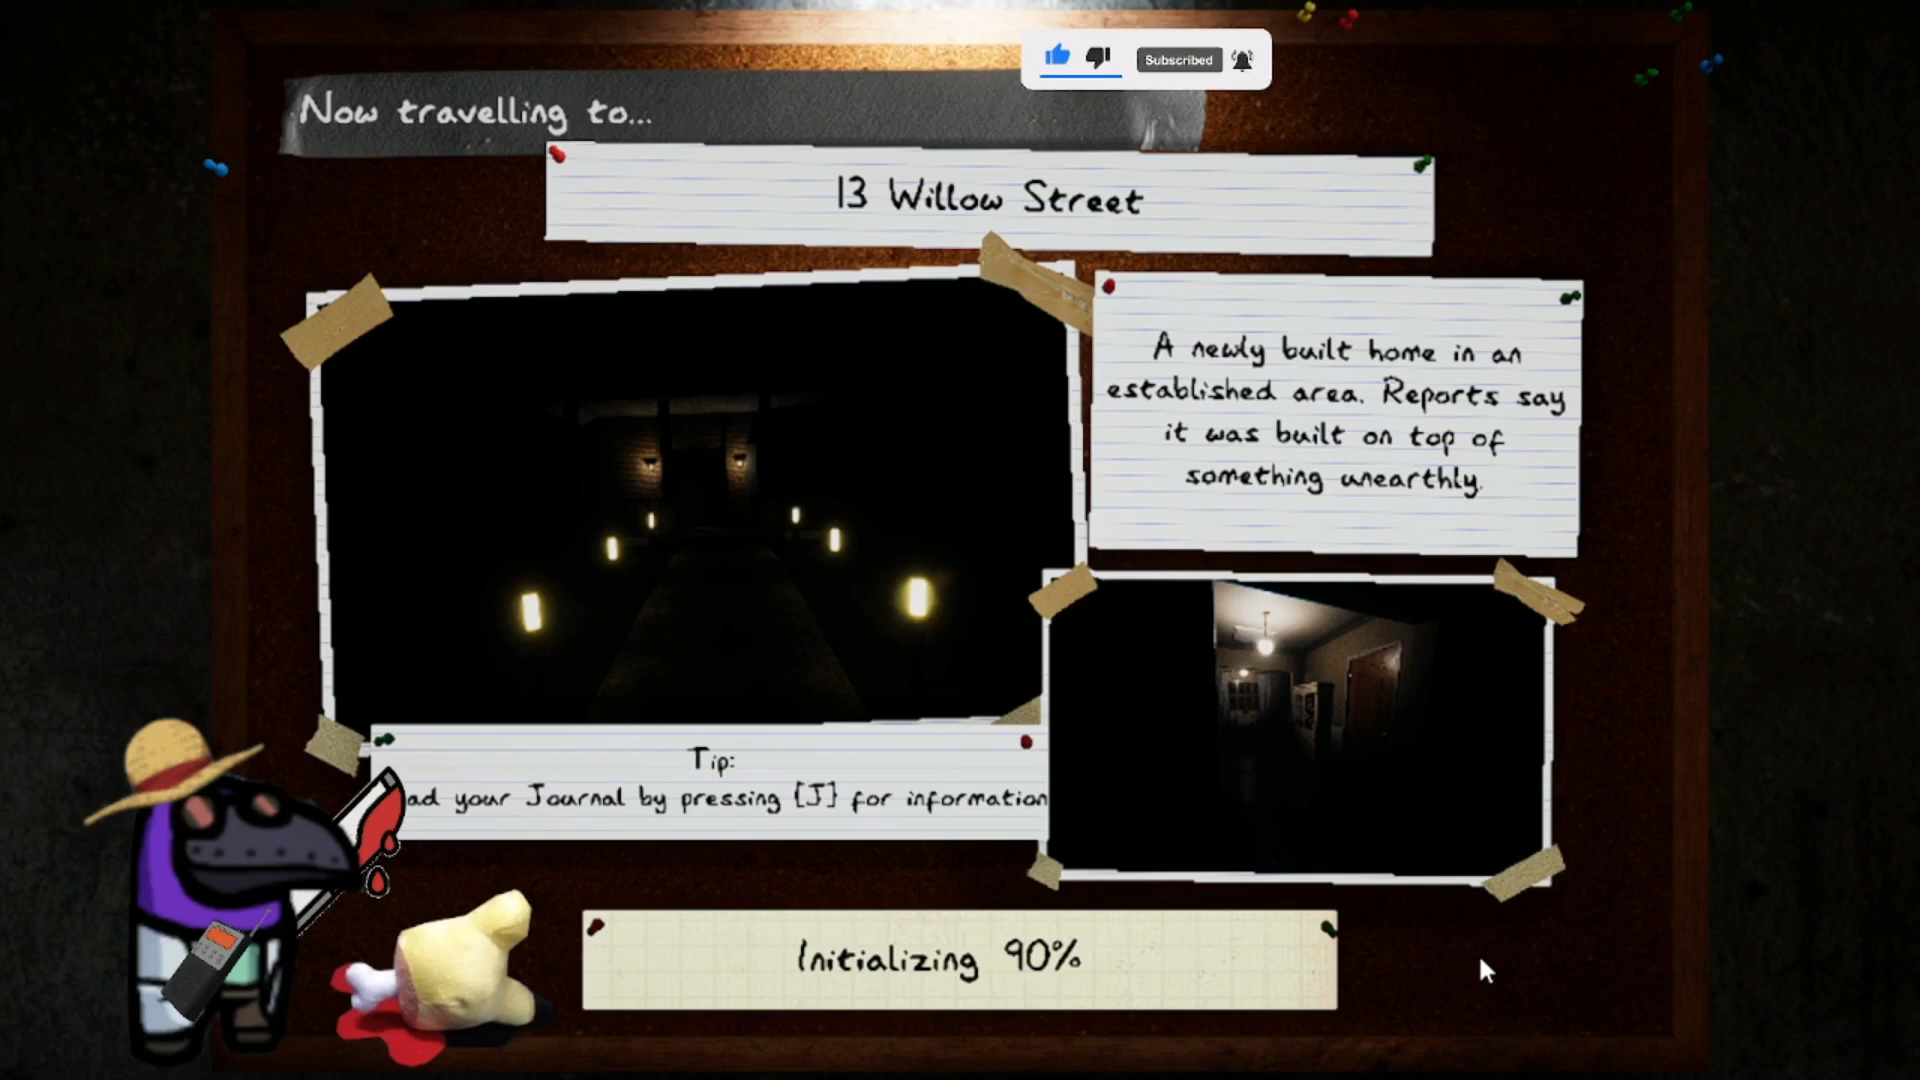 Subscribed
Now travelling to...
13 Willow Street
A newly built home in an
established area. Reports say
it was built on top of
something unearthly.
Tip:
ad your Journal by pressing [J] for information
Initializing 90%